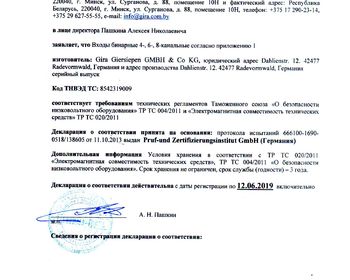 220040, г. Минск, ул. Сурганова, д. 88, помещение 10Н и фактический адрес: Республика
Беларусь, 220040, г. Минск, ул. Сурганова, д. 88, помещение 10Н, телефон +375 17 290-23-14,
+375 29 627-55-55, e-mail: info@gira.com.by
в лице директора Пашкина Алексея Николаевича
заявляет, что Входы бинарные 4-, 6-, 8-канальные согласно приложению 1
изготовитель: Gira Giersiepen GMBH & Co KG, юридический адрес Dahlienstr. 12. 42477
Radevormwald, Германия и адрес производства Dahlienstr. 12. 42477 Radevormwald, Германия
серийный выпуск
Код ТНВЭД ТС: 8542319009
соответствует требованиям технических регламентов Таможенного союза «О безопасности
низковольтного оборудования» ТР ТС 004/2011 и «Электромагнитная совместимость технических
средств» ТР ТС 020/2011
Декларация о соответствии принята на основании: протокола испытаний 666100-1690-
0518/138605 от 11.10.2013 выдан Pruf-und Zertifizierungsinstitut GmbH (Германия)
Дополнительная информация Условия хранения в соответствии с ТР ТС 020/2011
«Электромагнитная совместимость технических средств», ТР ТС 004/2011 «О безопасности
низковольтного оборудования». Срок хранения не ограничен, срок службы (годности) – 3 года.
Декларация о соответствии действительна с даты регистрации по 12.06.2019 включительно
А. Н. Пашкин
Сведения о регистрации декларации о соответствии: